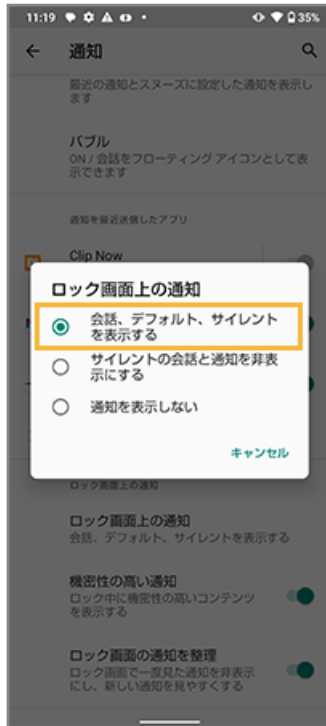 11:19
35%
通知
最近の通知とスヌーズに設定した通知を表示し
ます
バブル
ON / 会話をフローティング アイコンとして表
示できます
通知を最近送信したアプリ
Clip Now
ロック画面上の通知
会話、デフォルト、サイレント
を表示する
サイレントの会話と通知を非表
示にする
通知を表示しない
キャンセル
ロック画面上の通知
ロック画面上の通知
会話、デフォルト、サイレントを表示する
機密性の高い通知
ロック中に機密性の高いコンテンツ
を表示する
ロック画面の通知を整理
ロック画面で一度見た通知を非表示
にし、新しい通知を見やすくする